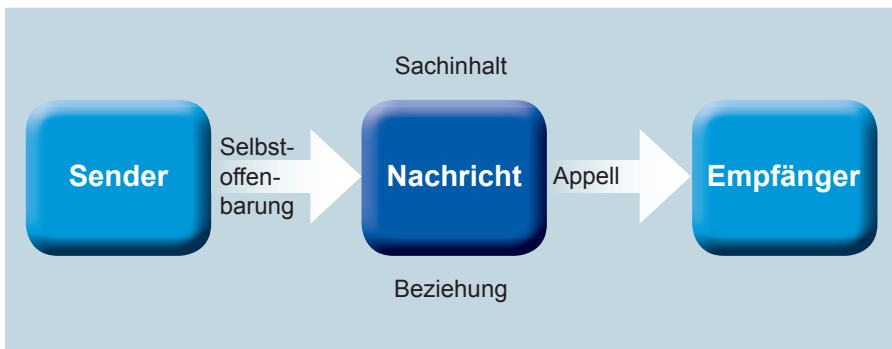 Sachinhalt
Sender
Selbst-
offen-
barung
Nachricht
Appell
Empfänger
Beziehung